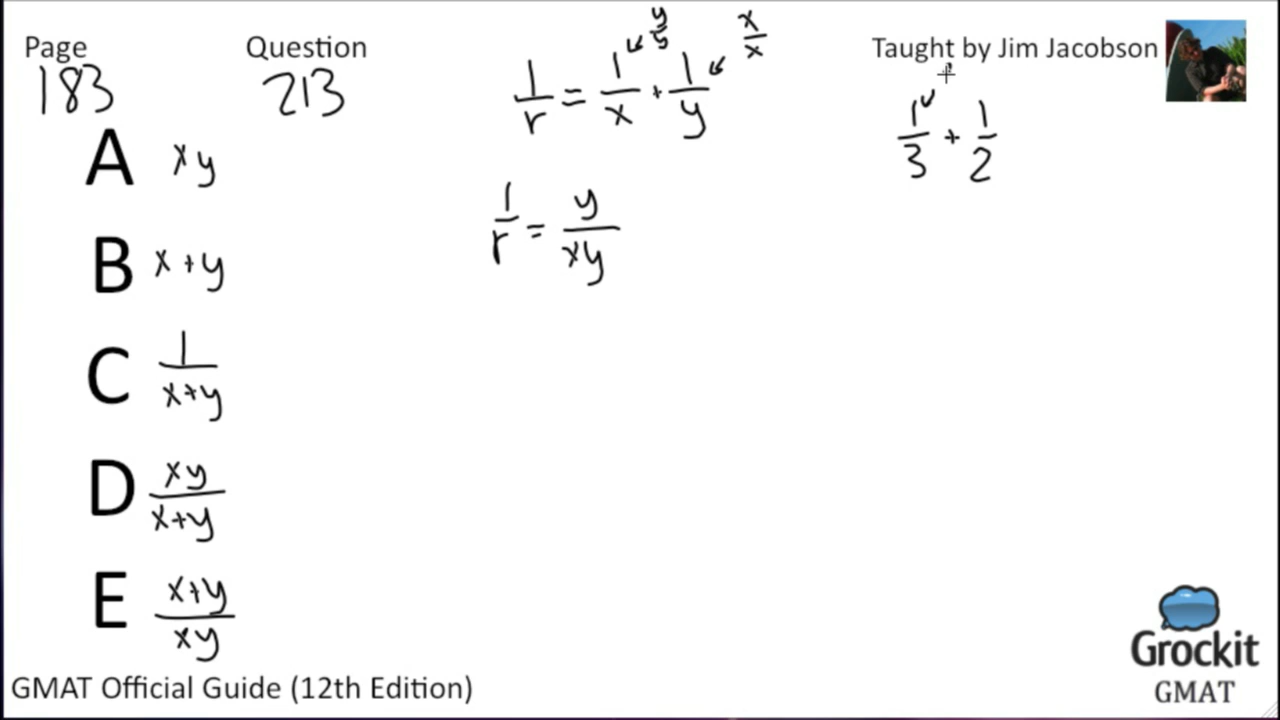 Page Question Taught by Jim Jacobson
183 213
1/r = 1/x + 1/y
y/y
x/x
1/3 + 1/2
1/r = y/xy
A xy
B x+y
C 1/x+y
D xy/x+y
E x+y/xy
Grockit
GMAT
GMAT Official Guide (12th Edition)